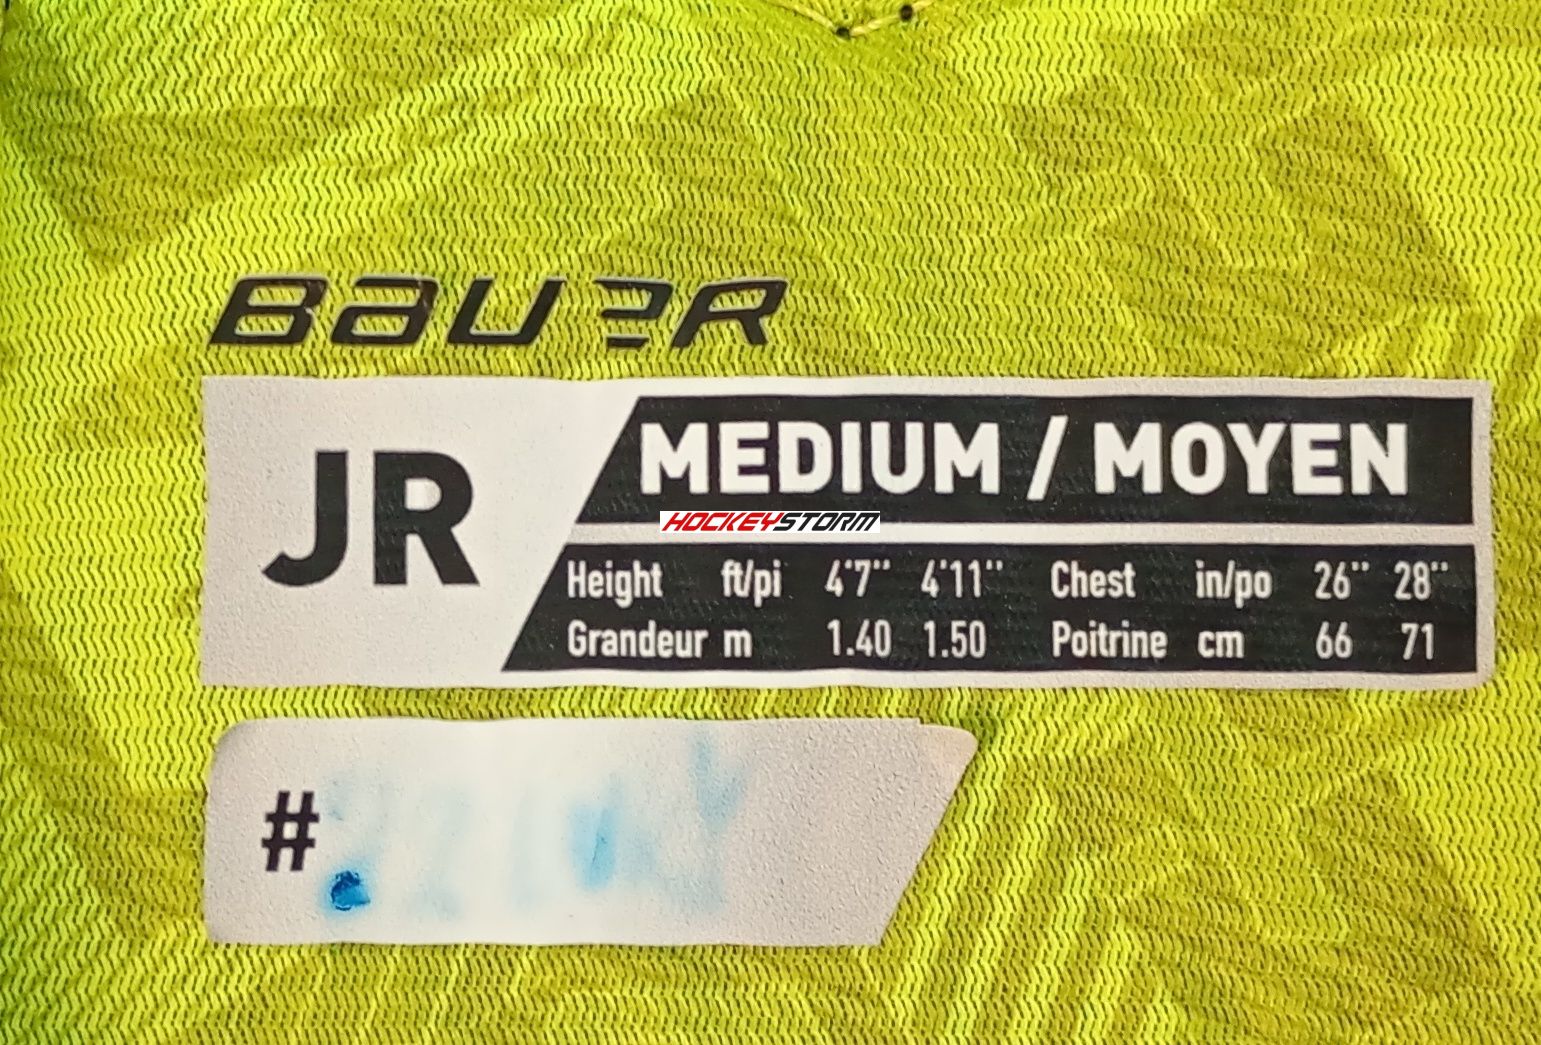 BAUER
JR
MEDIUM / MOYEN
HOCKEYSTORM
Height ft/pi 4'7'' 4'11'' Chest in/po 26'' 28''
Grandeur m 1.40 1.50 Poitrine cm 66 71
#